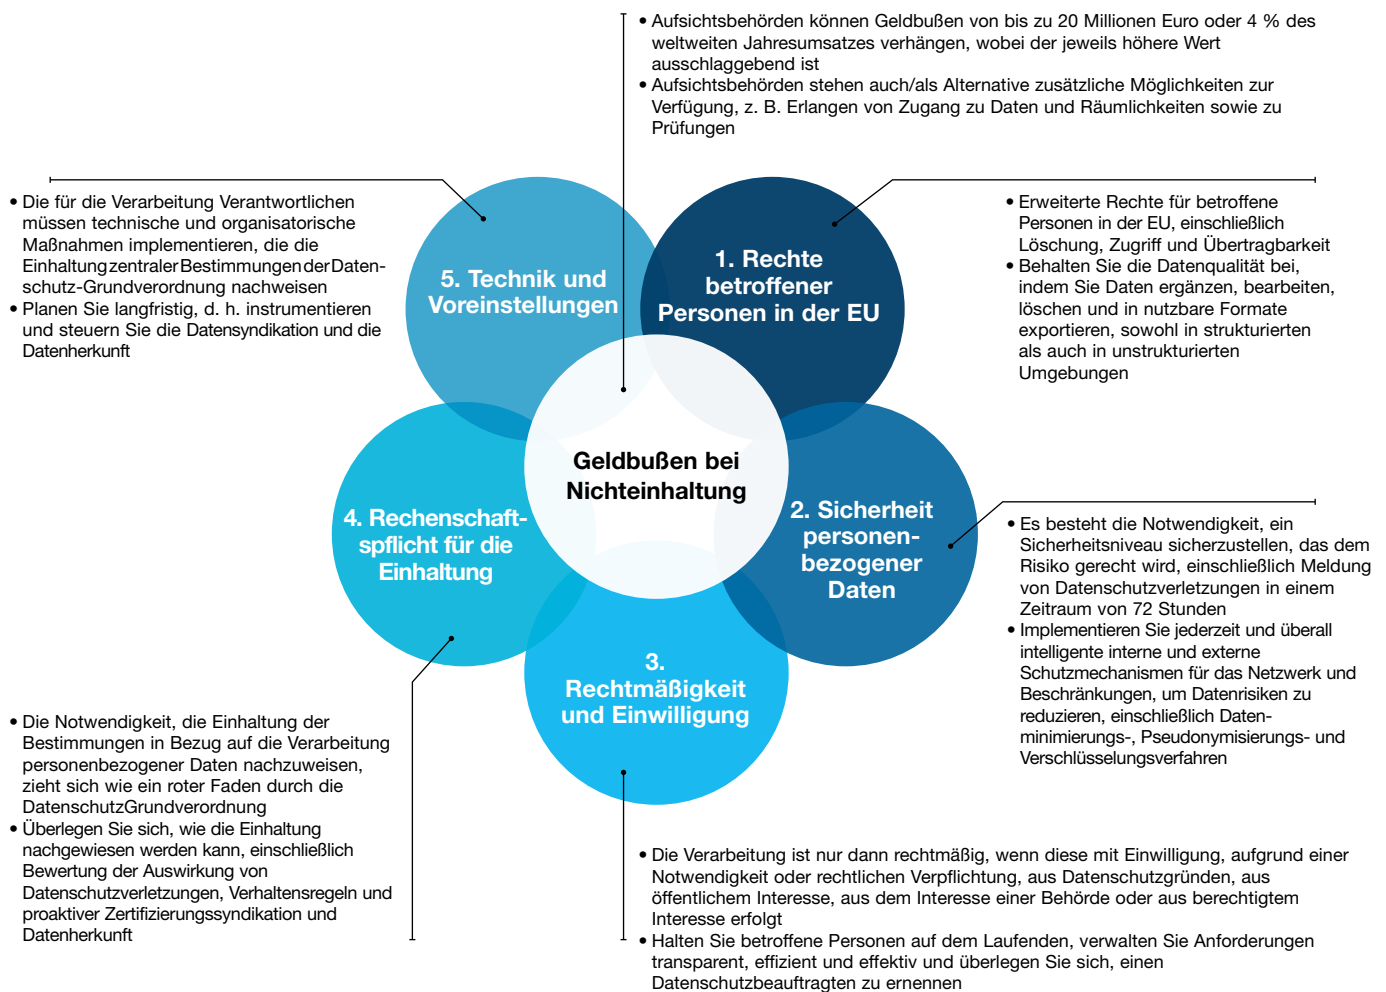 • Aufsichtsbehörden können Geldbußen von bis zu 20 Millionen Euro oder 4 % des
weltweiten Jahresumsatzes verhängen, wobei der jeweils höhere Wert
ausschlaggebend ist
• Aufsichtsbehörden stehen auch/als Alternative zusätzliche Möglichkeiten zur
Verfügung, z. B. Erlangen von Zugang zu Daten und Räumlichkeiten sowie zu
Prüfungen
• Die für die Verarbeitung Verantwortlichen
müssen technische und organisatorische
Maßnahmen implementieren, die die
Einhaltung zentraler Bestimmungen der Daten-
schutz-Grundverordnung nachweisen
• Planen Sie langfristig, d. h. instrumentieren
und steuern Sie die Datensyndikation und die
Datenherkunft
5. Technik und
Voreinstellungen
1. Rechte
betroffener
Personen in der EU
• Erweiterte Rechte für betroffene
Personen in der EU, einschließlich
Löschung, Zugriff und Übertragbarkeit
• Behalten Sie die Datenqualität bei,
indem Sie Daten ergänzen, bearbeiten,
löschen und in nutzbare Formate
exportieren, sowohl in strukturierten
als auch in unstrukturierten
Umgebungen
Geldbußen bei
Nichteinhaltung
4. Rechenschaft-
spflicht für die
Einhaltung
2. Sicherheit
personen-
bezogener
Daten
• Es besteht die Notwendigkeit, ein
Sicherheitsniveau sicherzustellen, das dem
Risiko gerecht wird, einschließlich Meldung
von Datenschutzverletzungen in einem
Zeitraum von 72 Stunden
• Implementieren Sie jederzeit und überall
intelligente interne und externe
Schutzmechanismen für das Netzwerk und
Beschränkungen, um Datenrisiken zu
reduzieren, einschließlich Daten-
minimierungs-, Pseudonymisierungs- und
Verschlüsselungsverfahren
3.
Rechtmäßigkeit
und Einwilligung
• Die Notwendigkeit, die Einhaltung der
Bestimmungen in Bezug auf die Verarbeitung
personenbezogener Daten nachzuweisen,
zieht sich wie ein roter Faden durch die
DatenschutzGrundverordnung
• Überlegen Sie sich, wie die Einhaltung
nachgewiesen werden kann, einschließlich
Bewertung der Auswirkung von
Datenschutzverletzungen, Verhaltensregeln und
proaktiver Zertifizierungssyndikation und
Datenherkunft
• Die Verarbeitung ist nur dann rechtmäßig, wenn diese mit Einwilligung, aufgrund einer
Notwendigkeit oder rechtlichen Verpflichtung, aus Datenschutzgründen, aus
öffentlichem Interesse, aus dem Interesse einer Behörde oder aus berechtigtem
Interesse erfolgt
• Halten Sie betroffene Personen auf dem Laufenden, verwalten Sie Anforderungen
transparent, effizient und effektiv und überlegen Sie sich, einen
Datenschutzbeauftragten zu ernennen